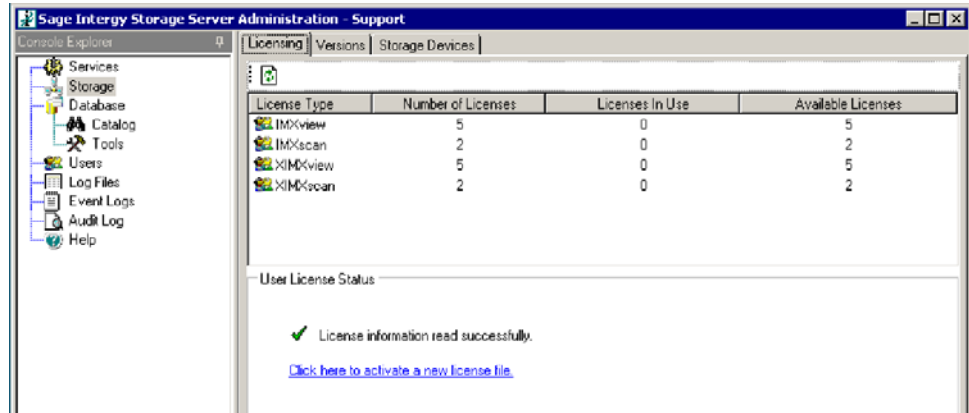 Sage Intergy Storage Server Administration - Support
Console Explorer
Services
Storage
Database
Catalog
Tools
Users
Log Files
Event Logs
Audit Log
Help
Licensing Versions Storage Devices
License Type Number of Licenses Licenses In Use Available Licenses
IMXview 5 0 5
IMXscan 2 0 2
XIMXview 5 0 5
XIMXscan 2 0 2
User License Status
License information read successfully.
Click here to activate a new license file.